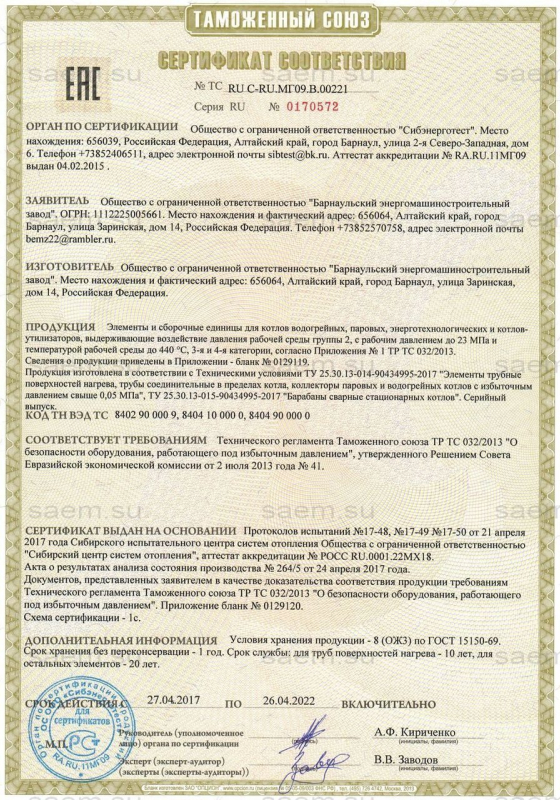 ТАМОЖЕННЫЙ СОЮЗ
СЕРТИФИКАТ СООТВЕТСТВИЯ
ЕАС
№ ТС RU C-RU.МГ09.В.00221
Серия RU № 0170572
ОРГАН ПО СЕРТИФИКАЦИИ Общество с ограниченной ответственностью "Сибэнерготест". Место
нахождения: 656039, Российская Федерация, Алтайский край, город Барнаул, улица 2-я Северо-Западная, дом
6. Телефон +73852406511, адрес электронной почты sibtest@bk.ru. Аттестат аккредитации № RA.RU.11МГ09
выдан 04.02.2015 .
ЗАЯВИТЕЛЬ Общество с ограниченной ответственностью "Барнаульский энергомашиностроительный
завод". ОГРН: 1112225005661. Место нахождения и фактический адрес: 656064, Алтайский край, город
Барнаул, улица Заринская, дом 14, Российская Федерация. Телефон +73852570758, адрес электронной почты
bemz22@rambler.ru.
ИЗГОТОВИТЕЛЬ Общество с ограниченной ответственностью "Барнаульский энергомашиностроительный
завод". Место нахождения и фактический адрес: 656064, Алтайский край, город Барнаул, улица Заринская,
дом 14, Российская Федерация.
ПРОДУКЦИЯ Элементы и сборочные единицы для котлов водогрейных, паровых, энерготехнологических и котлов-
утилизаторов, выдерживающие воздействие давления рабочей среды группы 2, с рабочим давлением до 23 МПа и
температурой рабочей среды до 440 °С, 3-я и 4-я категории, согласно Приложения № 1 ТР ТС 032/2013.
Сведения о продукции приведены в Приложении - бланк № 0129119.
Продукция изготовлена в соответствии с Техническими условиями ТУ 25.30.13-014-90434995-2017 "Элементы трубные
поверхностей нагрева, трубы соединительные в пределах котла, коллекторы паровых и водогрейных котлов с избыточным
давлением свыше 0,05 МПа", ТУ 25.30.13-015-90434995-2017 "Барабаны сварные стационарных котлов". Серийный
выпуск.
КОД ТН ВЭД ТС 8402 90 000 9, 8404 10 000 0, 8404 90 000 0
СООТВЕТСТВУЕТ ТРЕБОВАНИЯМ Технического регламента Таможенного союза ТР ТС 032/2013 "О
безопасности оборудования, работающего под избыточным давлением", утвержденного Решением Совета
Евразийской экономической комиссии от 2 июля 2013 года № 41.
СЕРТИФИКАТ ВЫДАН НА ОСНОВАНИИ Протоколов испытаний №17-48, №17-49 №17-50 от 21 апреля
2017 года Сибирского испытательного центра систем отопления Общества с ограниченной ответственностью
"Сибирский центр систем отопления", аттестат аккредитации № РОСС RU.0001.22МХ18.
Акта о результатах анализа состояния производства № 264/5 от 24 апреля 2017 года.
Документов, представленных заявителем в качестве доказательства соответствия продукции требованиям
Технического регламента Таможенного союза ТР ТС 032/2013 "О безопасности оборудования, работающего
под избыточным давлением". Приложение бланк № 0129120.
Схема сертификации - 1с.
ДОПОЛНИТЕЛЬНАЯ ИНФОРМАЦИЯ Условия хранения продукции - 8 (ОЖ3) по ГОСТ 15150-69.
Срок хранения без переконсервации - 1 год. Срок службы: для труб поверхностей нагрева - 10 лет, для
остальных элементов - 20 лет.
СРОК ДЕЙСТВИЯ С 27.04.2017 ПО 26.04.2022 ВКЛЮЧИТЕЛЬНО
М.П.
Руководитель (уполномоченное
лицо) органа по сертификации
(подпись)
А.Ф. Кириченко
(инициалы, фамилия)
Эксперт (эксперт-аудитор)
(эксперты (эксперты-аудиторы))
(подпись)
В.В. Заводов
(инициалы, фамилия)
для
сертификатов
RA.RU.11МГ09
saem.su